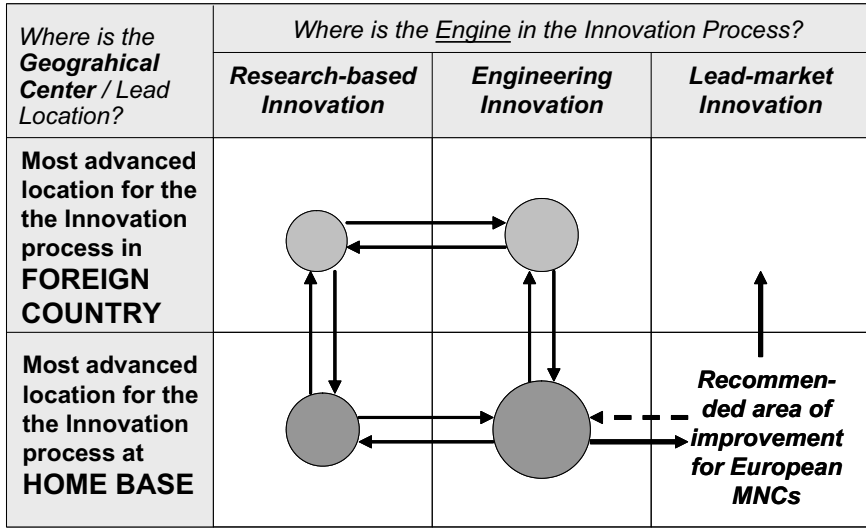 Where is the
Geograhical
Center / Lead
Location?
Where is the Engine in the Innovation Process?
Research-based
Innovation
Engineering
Innovation
Lead-market
Innovation
Most advanced
location for the
the Innovation
process in
FOREIGN
COUNTRY
Most advanced
location for the
the Innovation
process at
HOME BASE
Recommen-
ded area of
improvement
for European
MNCs